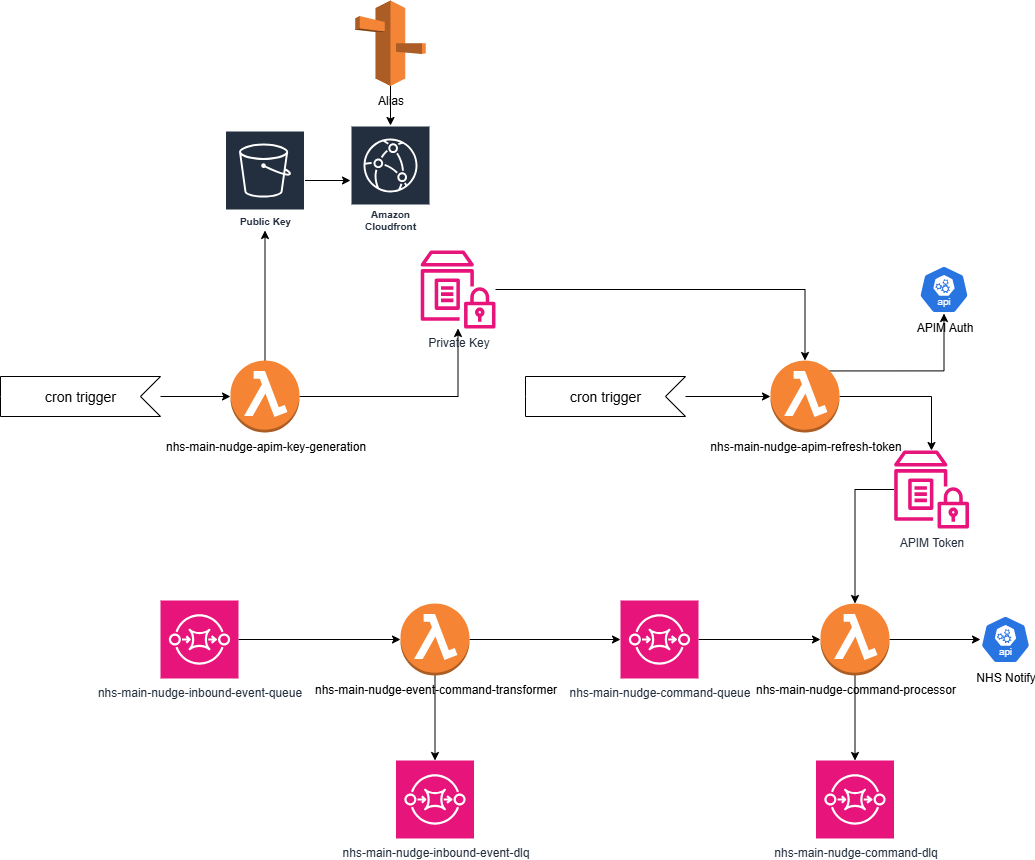 Alias
Public Key
Amazon
Cloudfront
Private Key
api
APIM Auth
cron trigger
cron trigger
nhs-main-nudge-apim-key-generation
nhs-main-nudge-apim-refresh-token
APIM Token
api
nhs-main-nudge-inbound-event-queue
nhs-main-nudge-event-command-transformer
nhs-main-nudge-command-queue
nhs-main-nudge-command-processor
NHS Notify
nhs-main-nudge-inbound-event-dlq
nhs-main-nudge-command-dlq